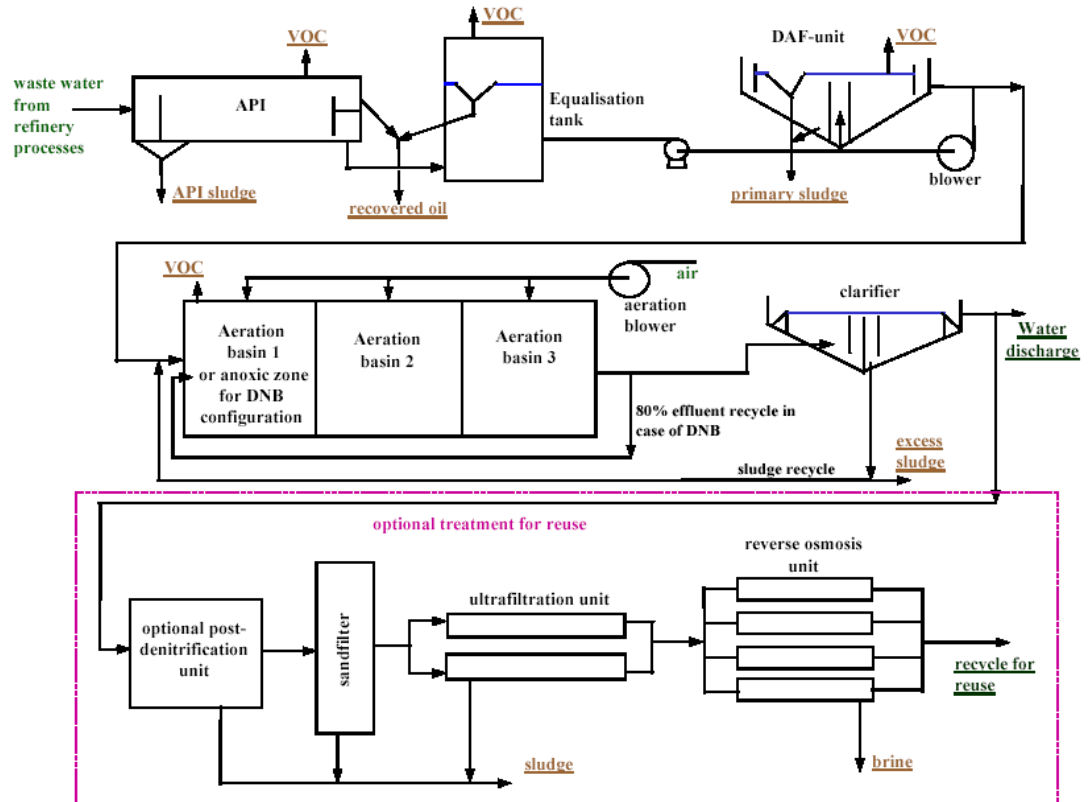 VOC
VOC
DAF-unit
VOC
waste water
from
refinery
processes
API
Equalisation
tank
blower
API sludge
recovered oil
primary sludge
VOC
air
aeration
blower
clarifier
Aeration
basin 1
or anoxic zone
for DNB
configuration
Aeration
basin 2
Aeration
basin 3
Water
discharge
80% effluent recycle in
case of DNB
excess
sludge
sludge recycle
optional treatment for reuse
reverse osmosis
unit
ultrafiltration unit
optional post-
denitrification
unit
sandfilter
recycle for
reuse
sludge
brine